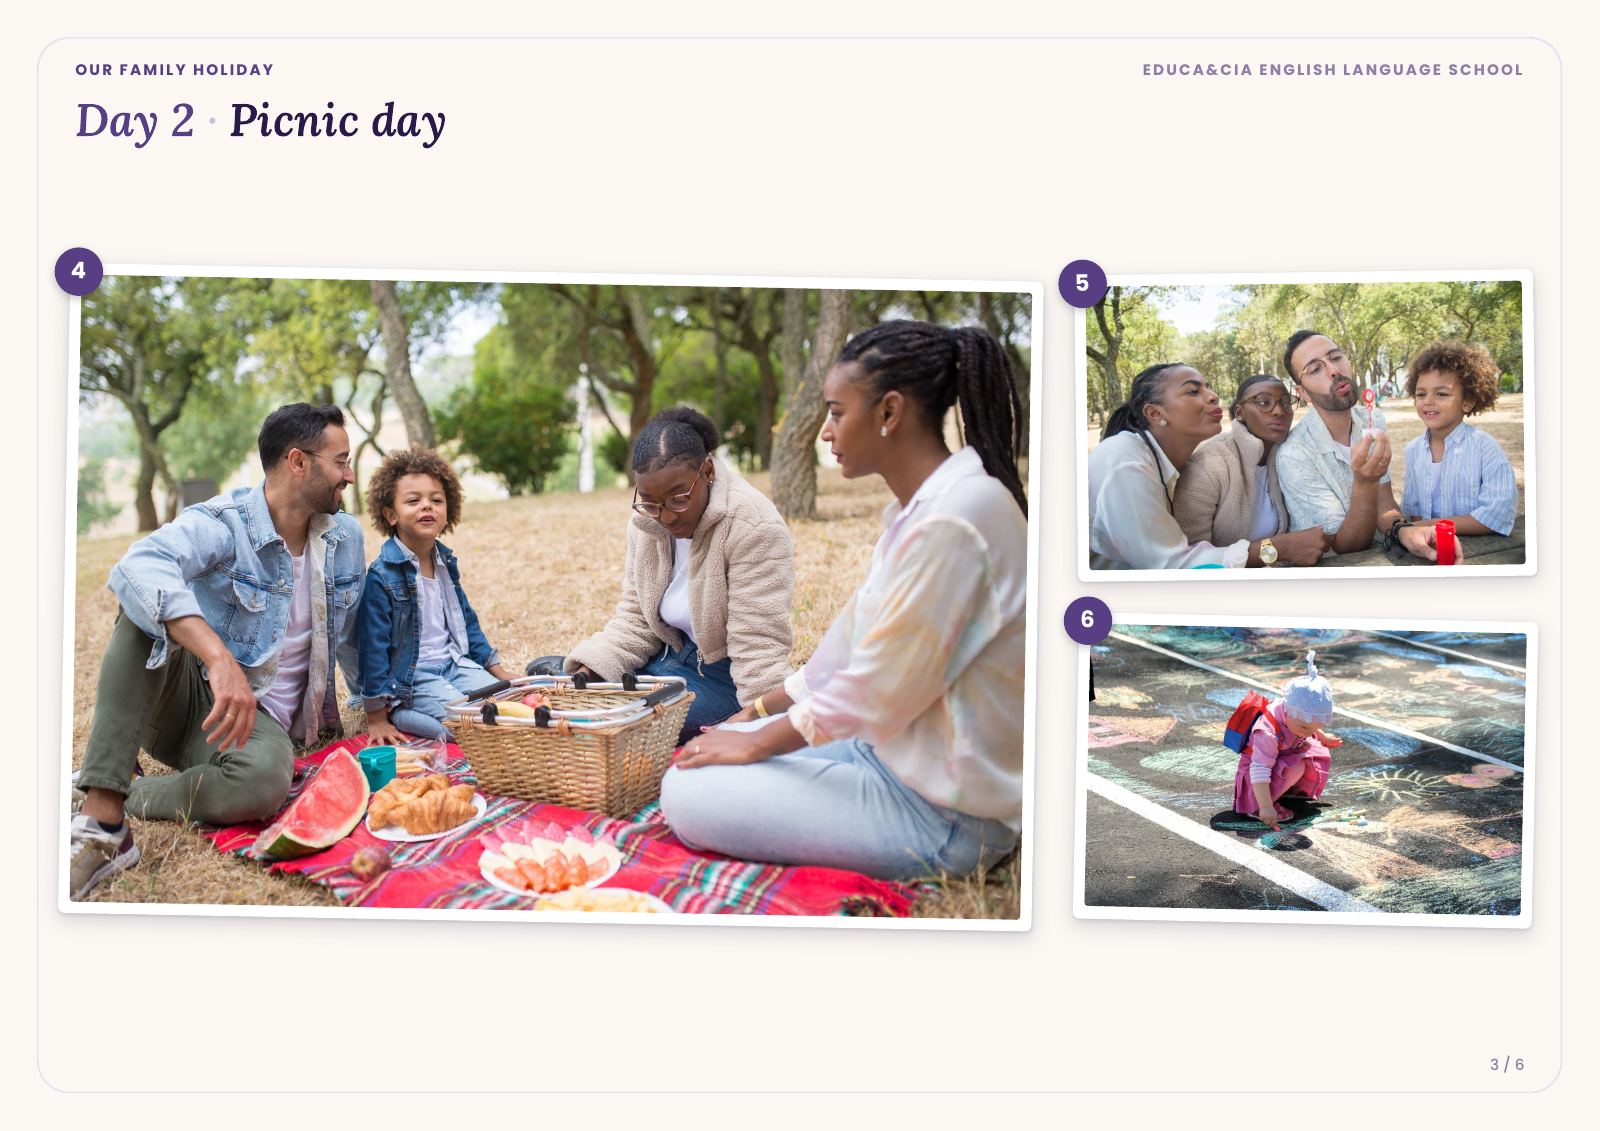 OUR FAMILY HOLIDAY
EDUCA&CIA ENGLISH LANGUAGE SCHOOL
Day 2 · Picnic day
4
5
6
3 / 6